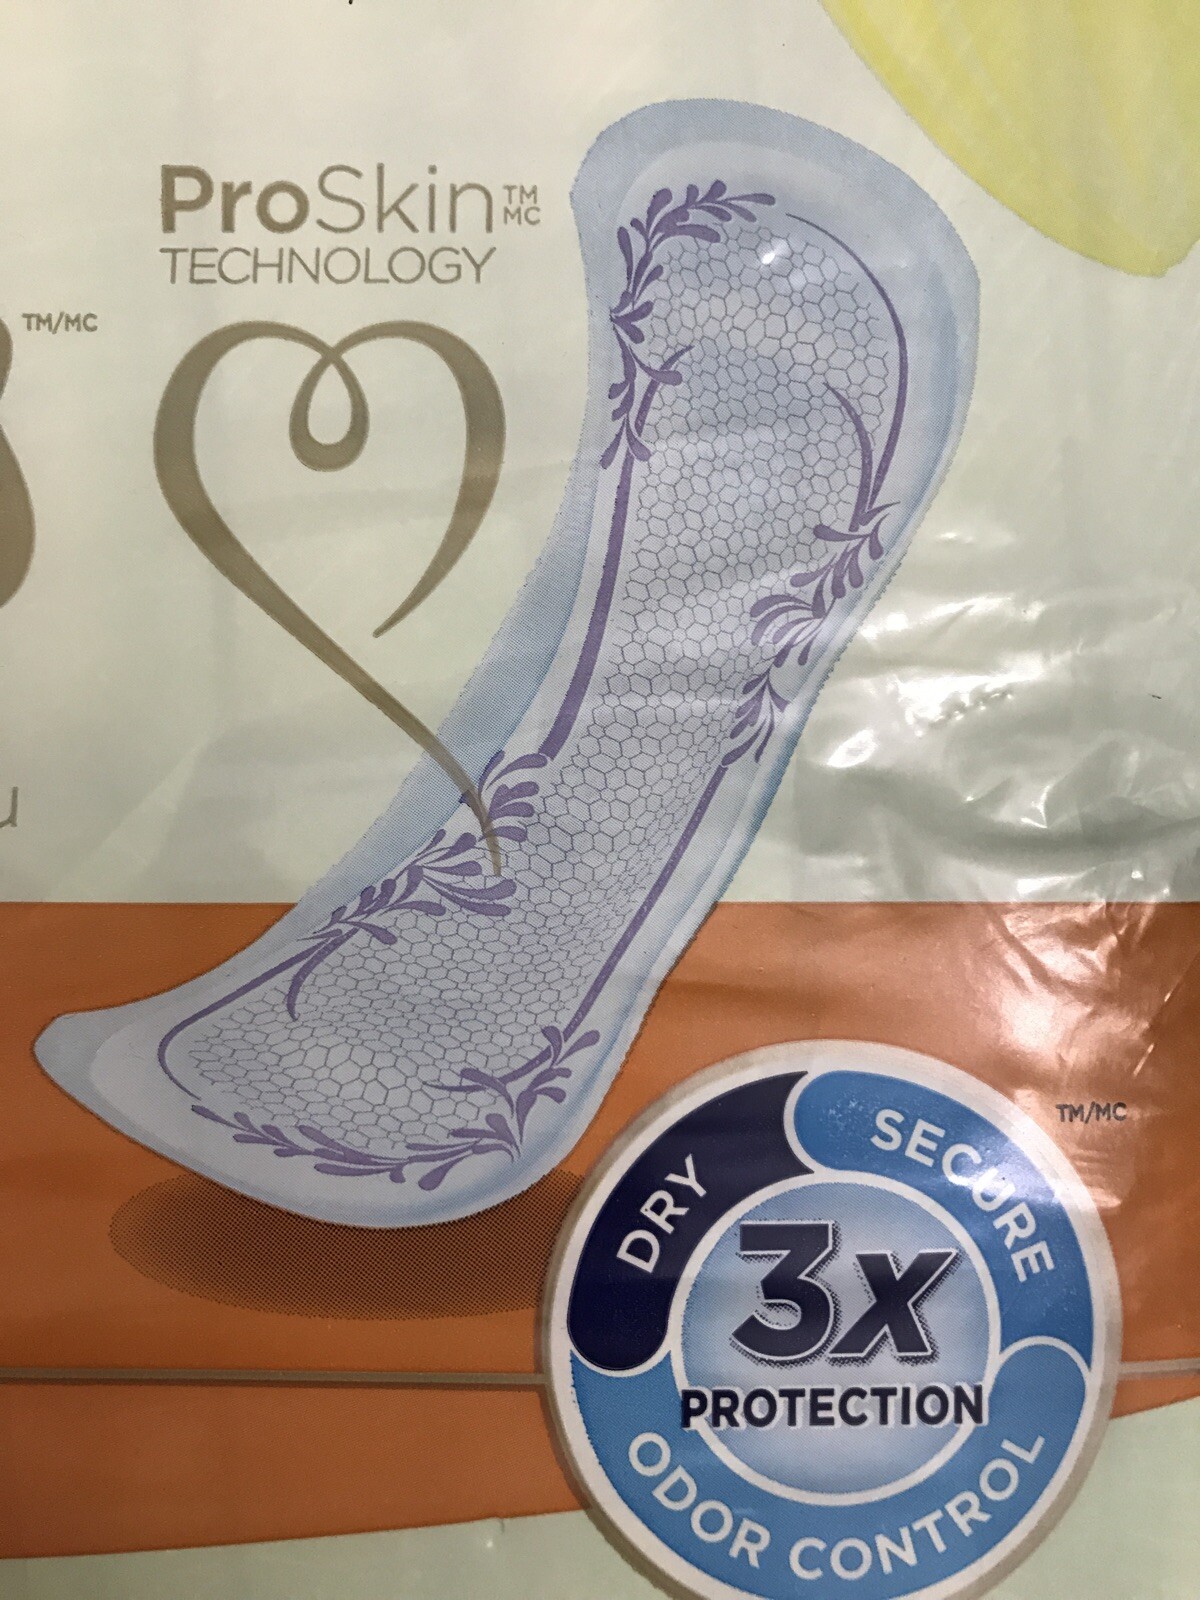 ProSkin TM
MC
TECHNOLOGY
TM/MC
u
DRY
SECURE
TM/MC
3x
PROTECTION
ODOR CONTROL